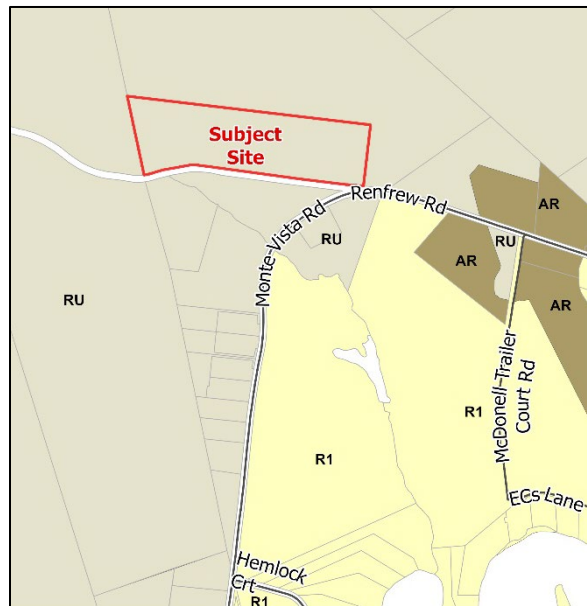 Subject
Site
Renfrew Rd
Monte Vista Rd
AR
RU
RU
AR
AR
RU
McDonell Trailer
Court Rd
R1
R1
ECs Lane
Hemlock
Crt
R1